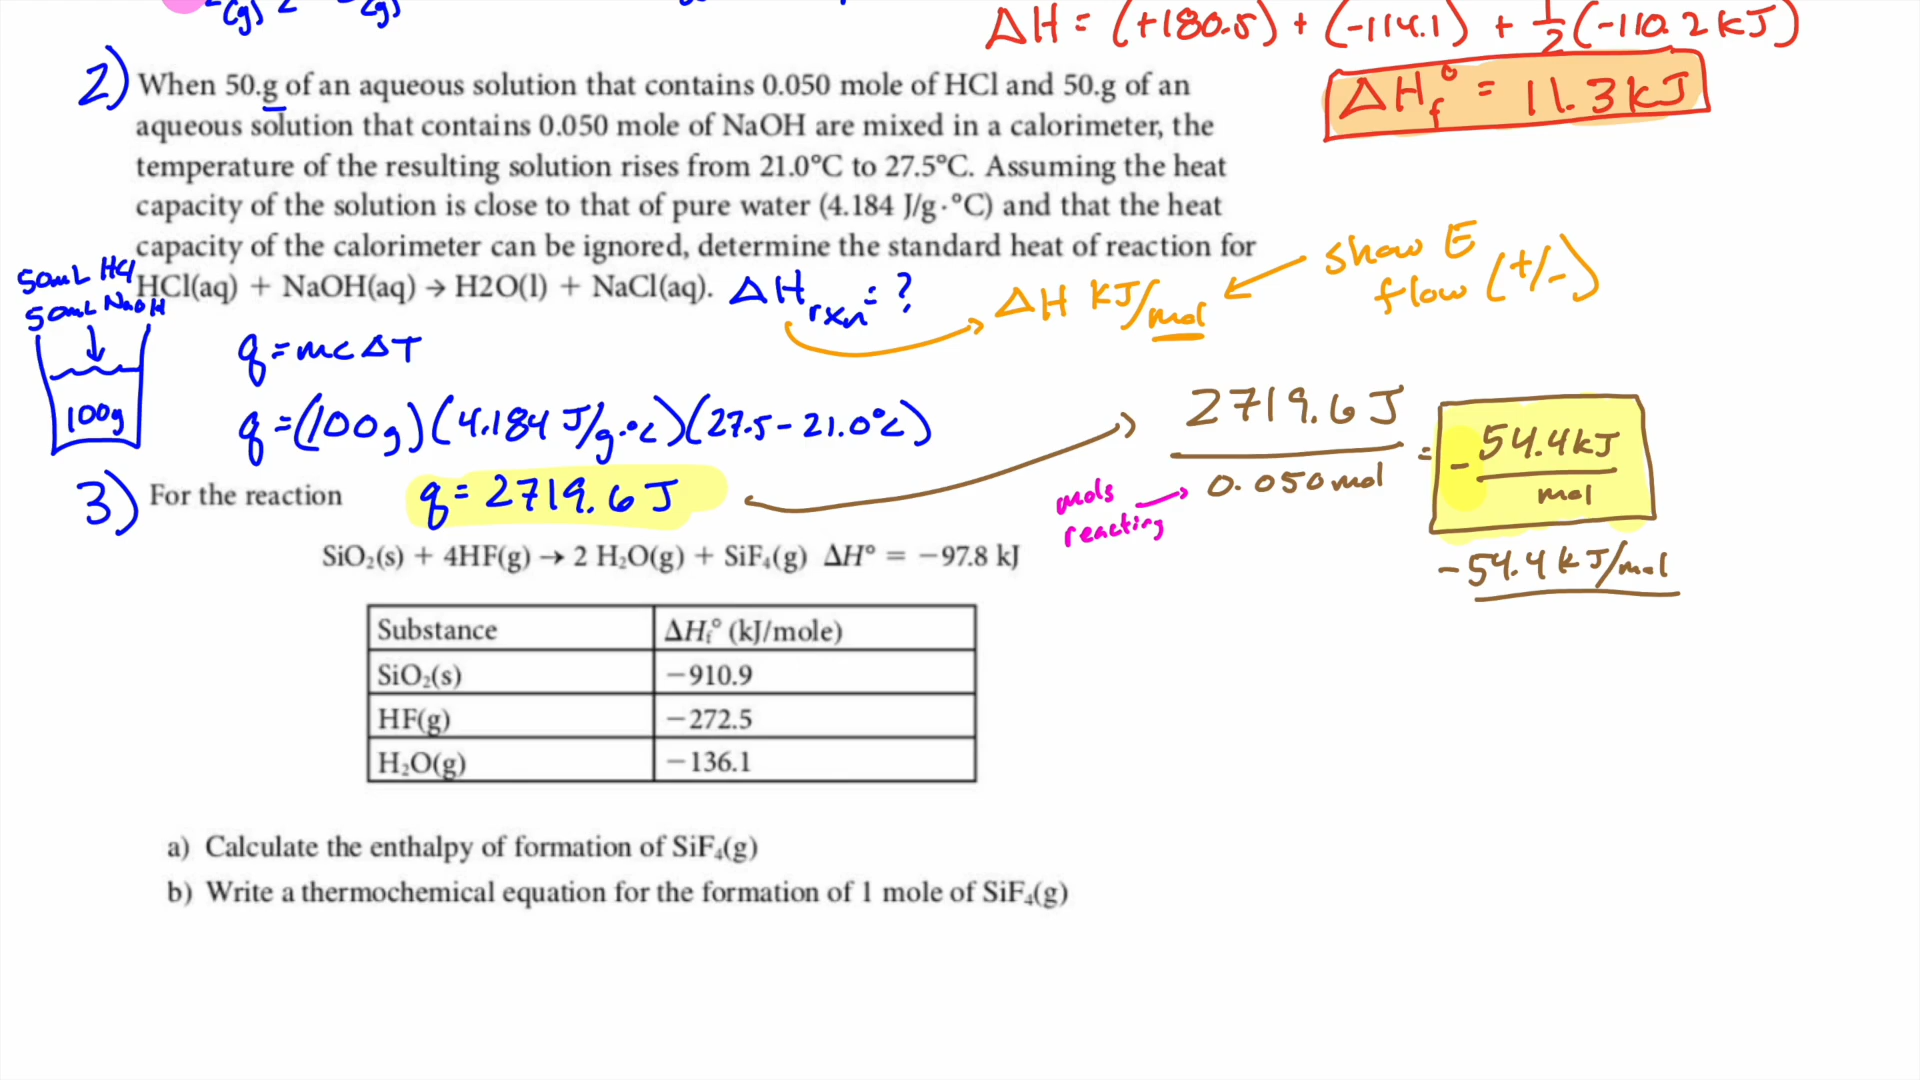 (g) 2 (g)
ΔH = (+180.5) + (-114.1) + 1/2 (-110.2 kJ)
ΔHf° = 11.3 kJ
2) When 50.g of an aqueous solution that contains 0.050 mole of HCl and 50.g of an
aqueous solution that contains 0.050 mole of NaOH are mixed in a calorimeter, the
temperature of the resulting solution rises from 21.0°C to 27.5°C. Assuming the heat
capacity of the solution is close to that of pure water (4.184 J/g·°C) and that the heat
capacity of the calorimeter can be ignored, determine the standard heat of reaction for
HCl(aq) + NaOH(aq) → H2O(l) + NaCl(aq). ΔHrxn = ?
ΔH kJ/mol
show E
flow (+/-)
50mL HCl
50mL NaOH
100g
q = mcΔT
q = (100g)(4.184 J/g·°C)(27.5 - 21.0°C)
q = 2719.6 J
2719.6 J
0.050 mol
= - 54.4 kJ
mol
mols
reacting
-54.4 kJ/mol
3) For the reaction
SiO₂(s) + 4HF(g) → 2 H₂O(g) + SiF₄(g) ΔH° = −97.8 kJ
Substance ΔHf° (kJ/mole)
SiO₂(s) −910.9
HF(g) −272.5
H₂O(g) −136.1
a) Calculate the enthalpy of formation of SiF₄(g)
b) Write a thermochemical equation for the formation of 1 mole of SiF₄(g)